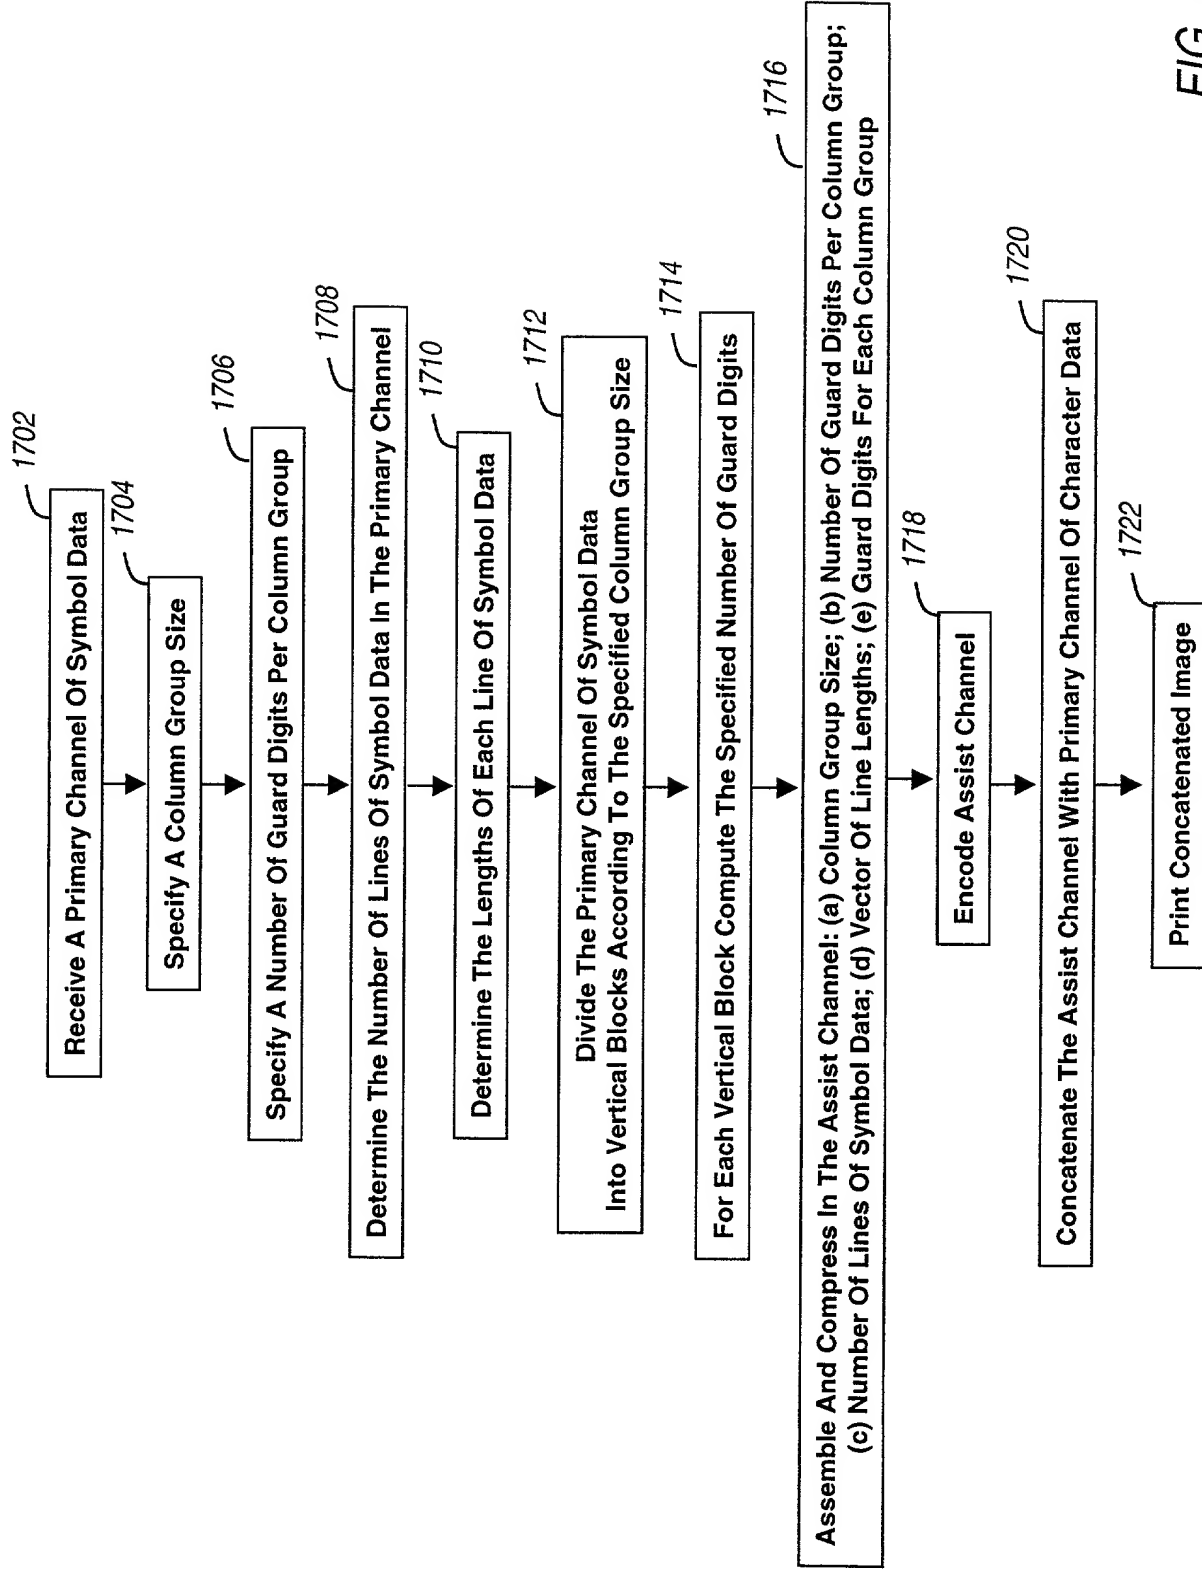 1702
Receive A Primary Channel Of Symbol Data
1704
Specify A Column Group Size
1706
Specify A Number Of Guard Digits Per Column Group
1708
Determine The Number Of Lines Of Symbol Data In The Primary Channel
1710
Determine The Lengths Of Each Line Of Symbol Data
1712
Divide The Primary Channel Of Symbol Data
Into Vertical Blocks According To The Specified Column Group Size
1714
For Each Vertical Block Compute The Specified Number Of Guard Digits
1716
Assemble And Compress In The Assist Channel: (a) Column Group Size; (b) Number Of Guard Digits Per Column Group;
(c) Number Of Lines Of Symbol Data; (d) Vector Of Line Lengths; (e) Guard Digits For Each Column Group
1718
Encode Assist Channel
1720
Concatenate The Assist Channel With Primary Channel Of Character Data
1722
Print Concatenated Image
FIG